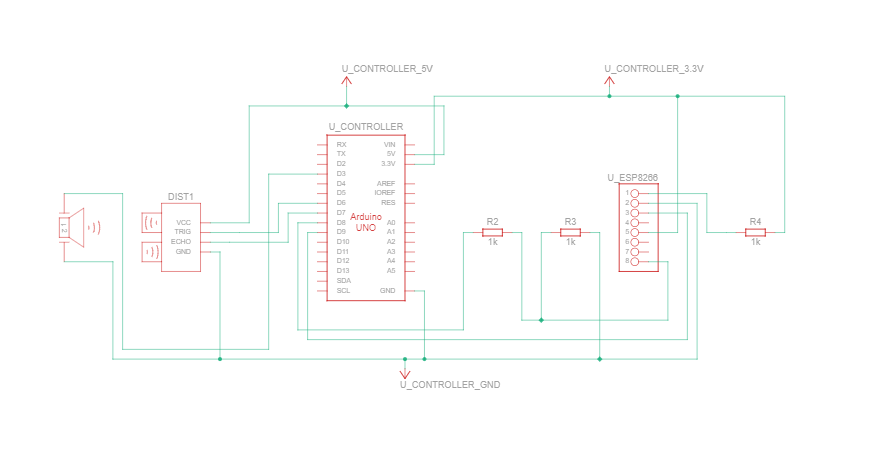 U_CONTROLLER_5V
U_CONTROLLER_3.3V
U_CONTROLLER
RX
VIN
TX
5V
D2
3.3V
D3
D4
AREF
D5
IOREF
D6
RES
D7
D8
A0
D9
A1
D10
A2
D11
A3
D12
A4
D13
A5
SDA
SCL
GND
Arduino
UNO
DIST1
VCC
TRIG
ECHO
GND
1 2
R2
1k
R3
1k
U_ESP8266
1
2
3
4
5
6
7
8
R4
1k
U_CONTROLLER_GND